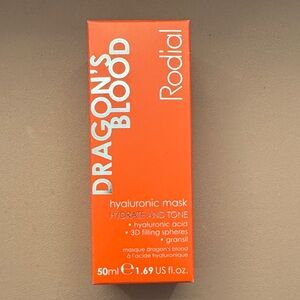 DRAGON'S
BLOOD
Rodial
hyaluronic mask
HYDRATE AND TONE
• hyaluronic acid
• 3D filling spheres
• gransil
masque dragon's blood
à l'acide hyaluronique
50ml ℮ 1.69 US fl.oz.